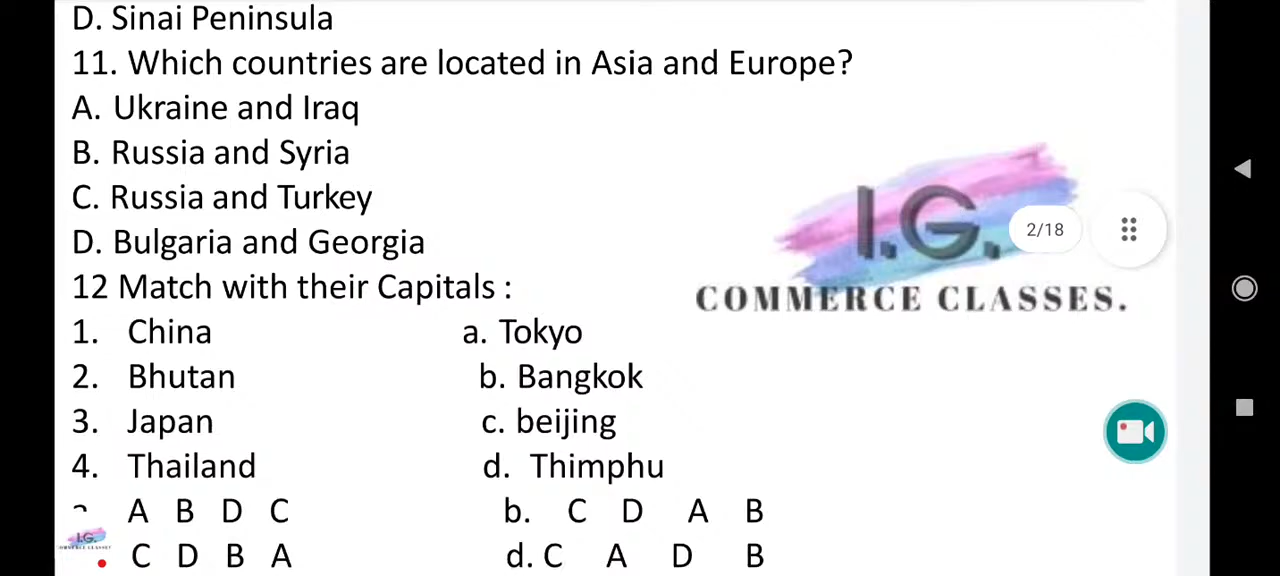 D. Sinai Peninsula
11. Which countries are located in Asia and Europe?
A. Ukraine and Iraq
B. Russia and Syria
C. Russia and Turkey
D. Bulgaria and Georgia
I.G.
2/18
COMMERCE CLASSES.
12 Match with their Capitals :
1. China a. Tokyo
2. Bhutan b. Bangkok
3. Japan c. beijing
4. Thailand d. Thimphu
A B D C b. C D A B
I.G.
C D B A d. C A D B